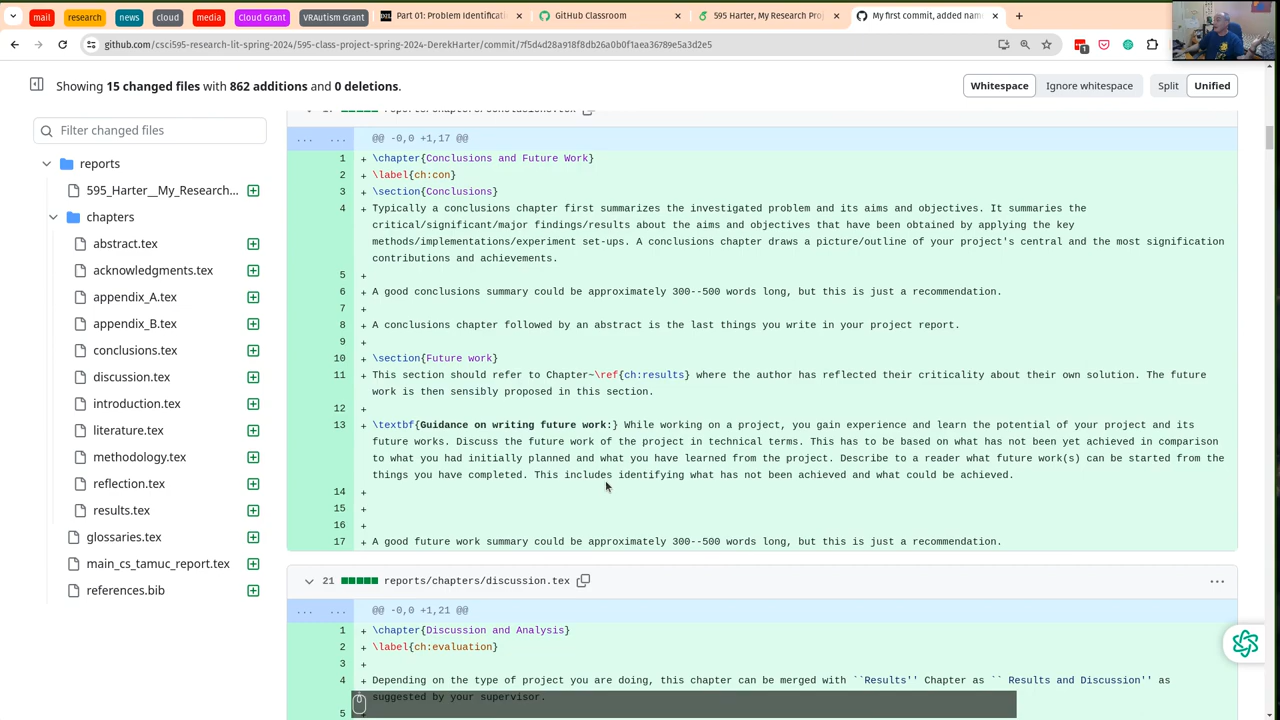 mail
research
news
cloud
media
Cloud Grant
VRAutism Grant
Part 01: Problem Identificati
GitHub Classroom
595 Harter, My Research Proj
My first commit, added name
github.com/csci595-research-lit-spring-2024/595-class-project-spring-2024-DerekHarter/commit/7f5d4d28a918f8db26a0b0f1aea36789e5a3d2e5
Showing 15 changed files with 862 additions and 0 deletions.
Whitespace
Ignore whitespace
Split
Unified
Filter changed files
reports
595_Harter__My_Research...
chapters
abstract.tex
acknowledgments.tex
appendix_A.tex
appendix_B.tex
conclusions.tex
discussion.tex
introduction.tex
literature.tex
methodology.tex
reflection.tex
results.tex
glossaries.tex
main_cs_tamuc_report.tex
references.bib
@@ -0,0 +1,17 @@
1 + \chapter{Conclusions and Future Work}
2 + \label{ch:con}
3 + \section{Conclusions}
4 + Typically a conclusions chapter first summarizes the investigated problem and its aims and objectives. It summaries the
critical/significant/major findings/results about the aims and objectives that have been obtained by applying the key
methods/implementations/experiment set-ups. A conclusions chapter draws a picture/outline of your project's central and the most signification
contributions and achievements.
5 +
6 + A good conclusions summary could be approximately 300--500 words long, but this is just a recommendation.
7 +
8 + A conclusions chapter followed by an abstract is the last things you write in your project report.
9 +
10 + \section{Future work}
11 + This section should refer to Chapter~\ref{ch:results} where the author has reflected their criticality about their own solution. The future
work is then sensibly proposed in this section.
12 +
13 + \textbf{Guidance on writing future work:} While working on a project, you gain experience and learn the potential of your project and its
future works. Discuss the future work of the project in technical terms. This has to be based on what has not been yet achieved in comparison
to what you had initially planned and what you have learned from the project. Describe to a reader what future work(s) can be started from the
things you have completed. This includes identifying what has not been achieved and what could be achieved.
14 +
15 +
16 +
17 + A good future work summary could be approximately 300--500 words long, but this is just a recommendation.
21 reports/chapters/discussion.tex
@@ -0,0 +1,21 @@
1 + \chapter{Discussion and Analysis}
2 + \label{ch:evaluation}
3 +
4 + Depending on the type of project you are doing, this chapter can be merged with ``Results'' Chapter as `` Results and Discussion'' as
suggested by your supervisor.
5 +